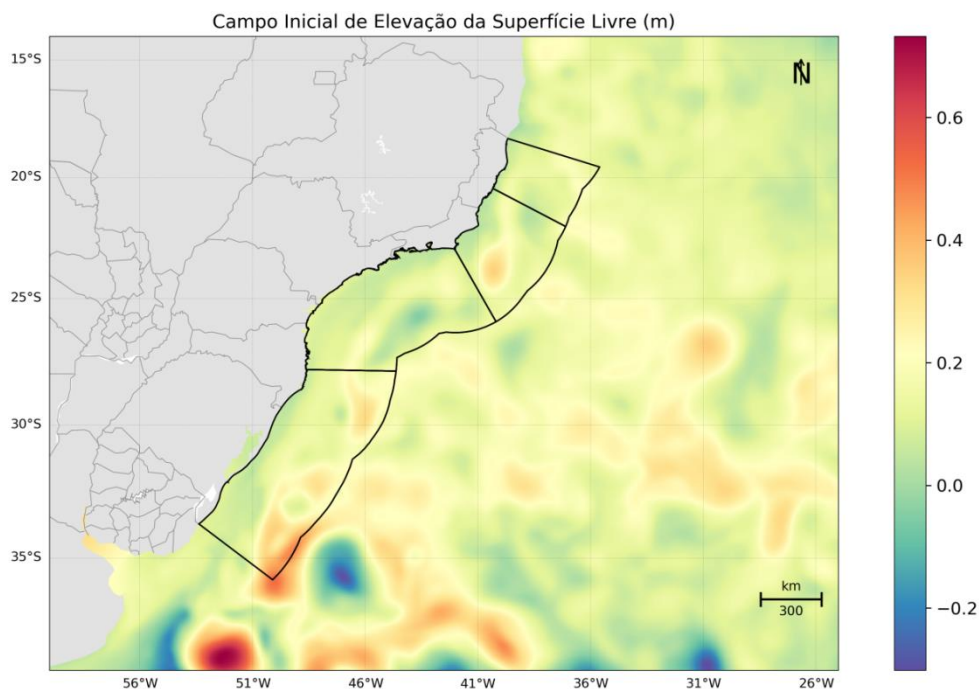 Campo Inicial de Elevação da Superfície Livre (m)
15°S
20°S
25°S
30°S
35°S
56°W
51°W
46°W
41°W
36°W
31°W
26°W
N
km
300
0.6
0.4
0.2
0.0
−0.2